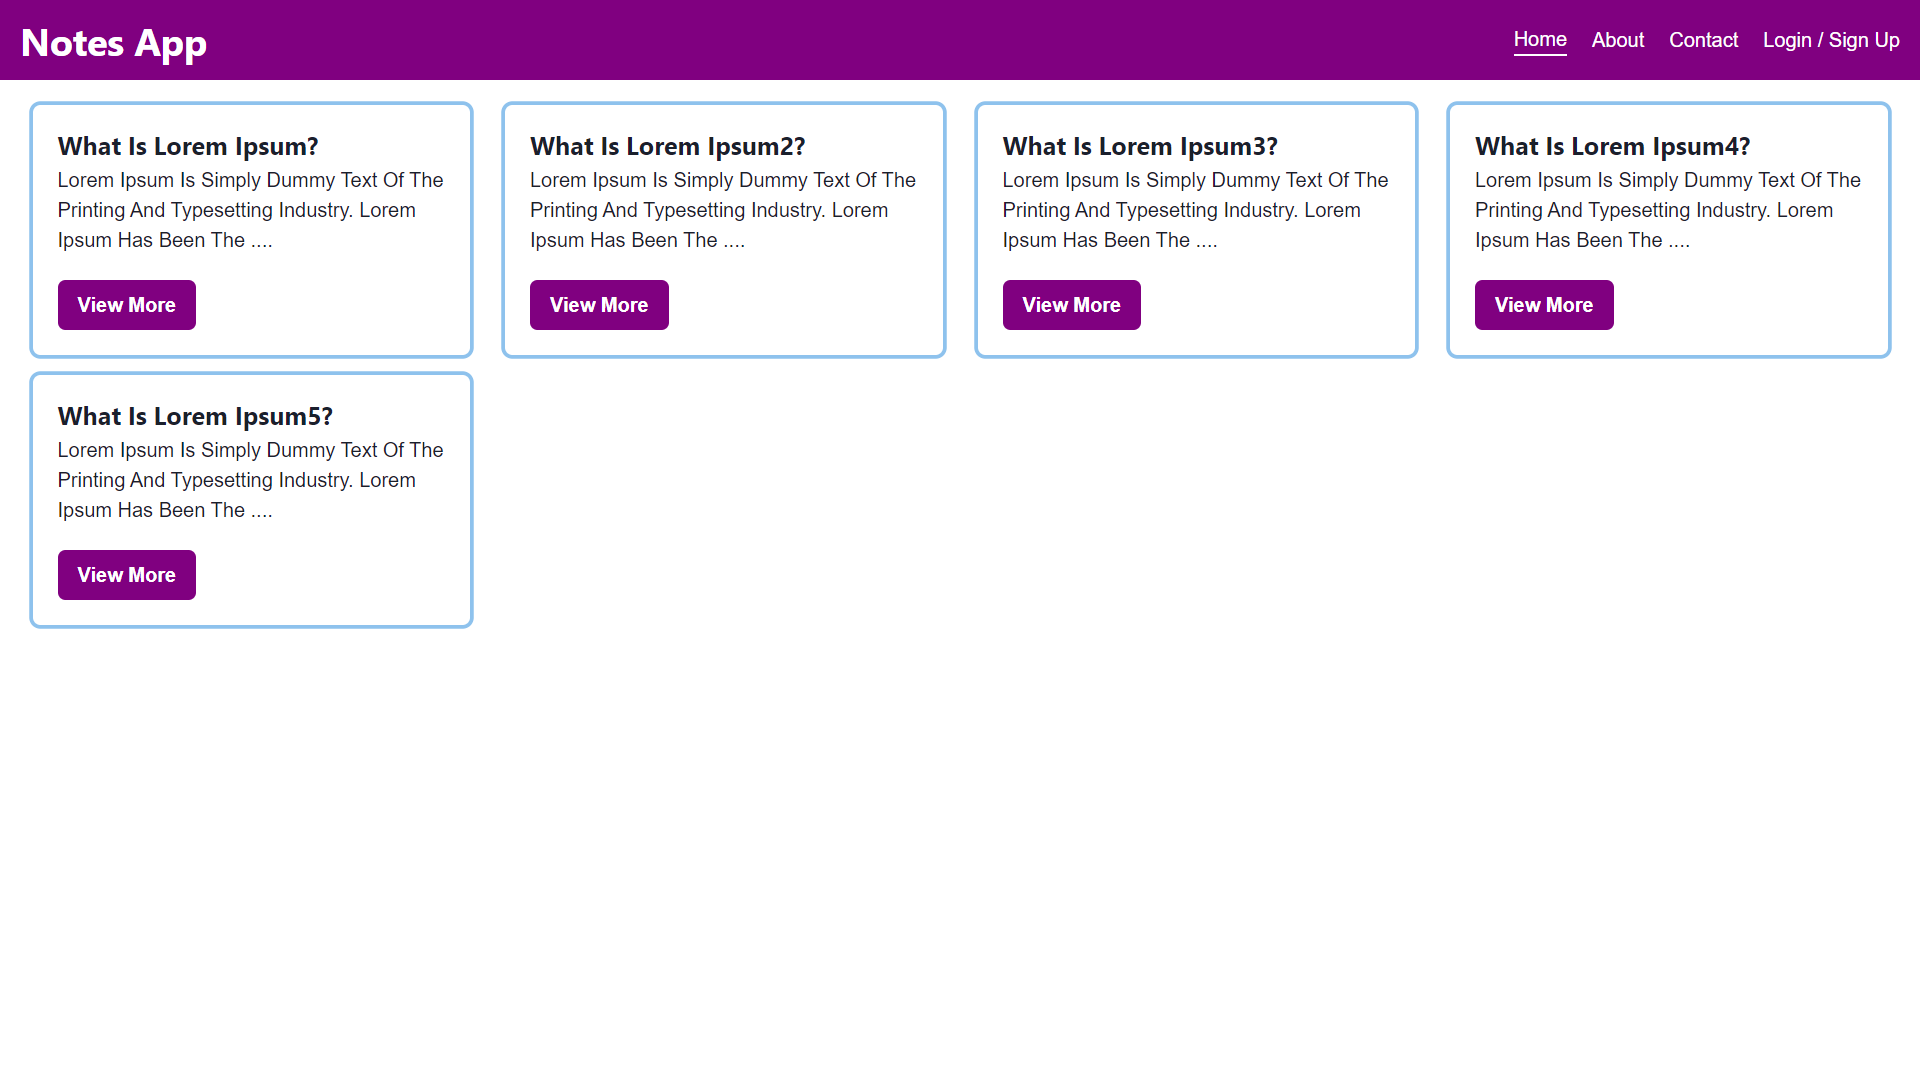 Notes App
Home
About
Contact
Login / Sign Up
What Is Lorem Ipsum?
Lorem Ipsum Is Simply Dummy Text Of The
Printing And Typesetting Industry. Lorem
Ipsum Has Been The ....
View More
What Is Lorem Ipsum2?
Lorem Ipsum Is Simply Dummy Text Of The
Printing And Typesetting Industry. Lorem
Ipsum Has Been The ....
View More
What Is Lorem Ipsum3?
Lorem Ipsum Is Simply Dummy Text Of The
Printing And Typesetting Industry. Lorem
Ipsum Has Been The ....
View More
What Is Lorem Ipsum4?
Lorem Ipsum Is Simply Dummy Text Of The
Printing And Typesetting Industry. Lorem
Ipsum Has Been The ....
View More
What Is Lorem Ipsum5?
Lorem Ipsum Is Simply Dummy Text Of The
Printing And Typesetting Industry. Lorem
Ipsum Has Been The ....
View More